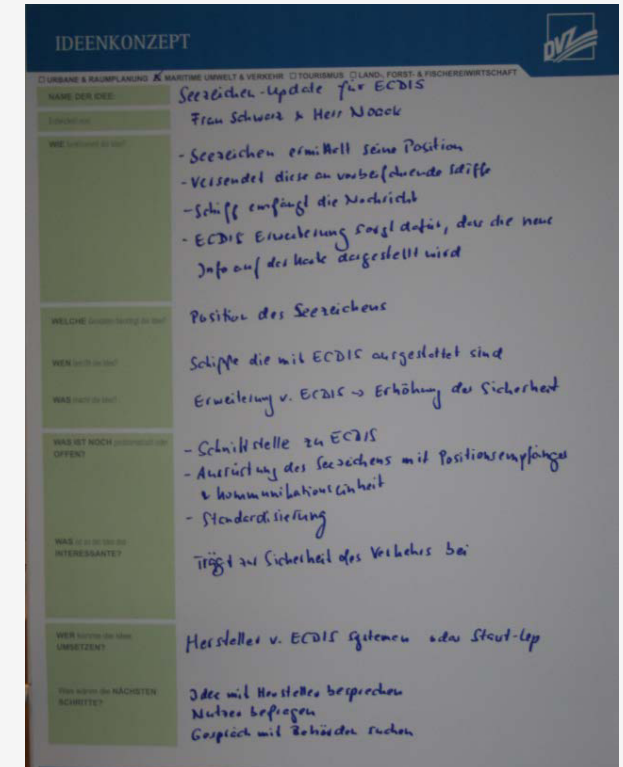 IDEENKONZEPT
DVZ
URBANE & RAUMPLANUNG MARITIME UMWELT & VERKEHR TOURISMUS LAND-, FORST- & FISCHEREIWIRTSCHAFT
NAME DER IDEE: Seezeichen-Update für ECDIS
Frau Schwarz & Herr Noack
WIE
- Seezeichen ermittelt seine Position
- Versendet diese an vorbeifahrende Schiffe
- Schiff empfängt die Nachricht
- ECDIS Erweiterung sorgt dafür, dass die neue
Info auf der Karte dargestellt wird
WELCHE Position des Seezeichens
WEN Schiffe die mit ECDIS ausgestattet sind
WAS Erweiterung v. ECDIS → Erhöhung der Sicherheit
WAS IST NOCH
OFFEN?
- Schnittstelle zu ECDIS
- Ausrüstung des Seezeichens mit Positionsempfänger
& Kommunikationseinheit
- Standardisierung
WAS
INTERESSANTE?
Trägt zur Sicherheit des Verkehrs bei
WER könnte die Idee
UMSETZEN?
Hersteller v. ECDIS Systemen oder Staut-Up
Was wären die NÄCHSTEN
SCHRITTE?
Idee mit Hersteller besprechen
Nutzer befragen
Gespräch mit Behörden suchen